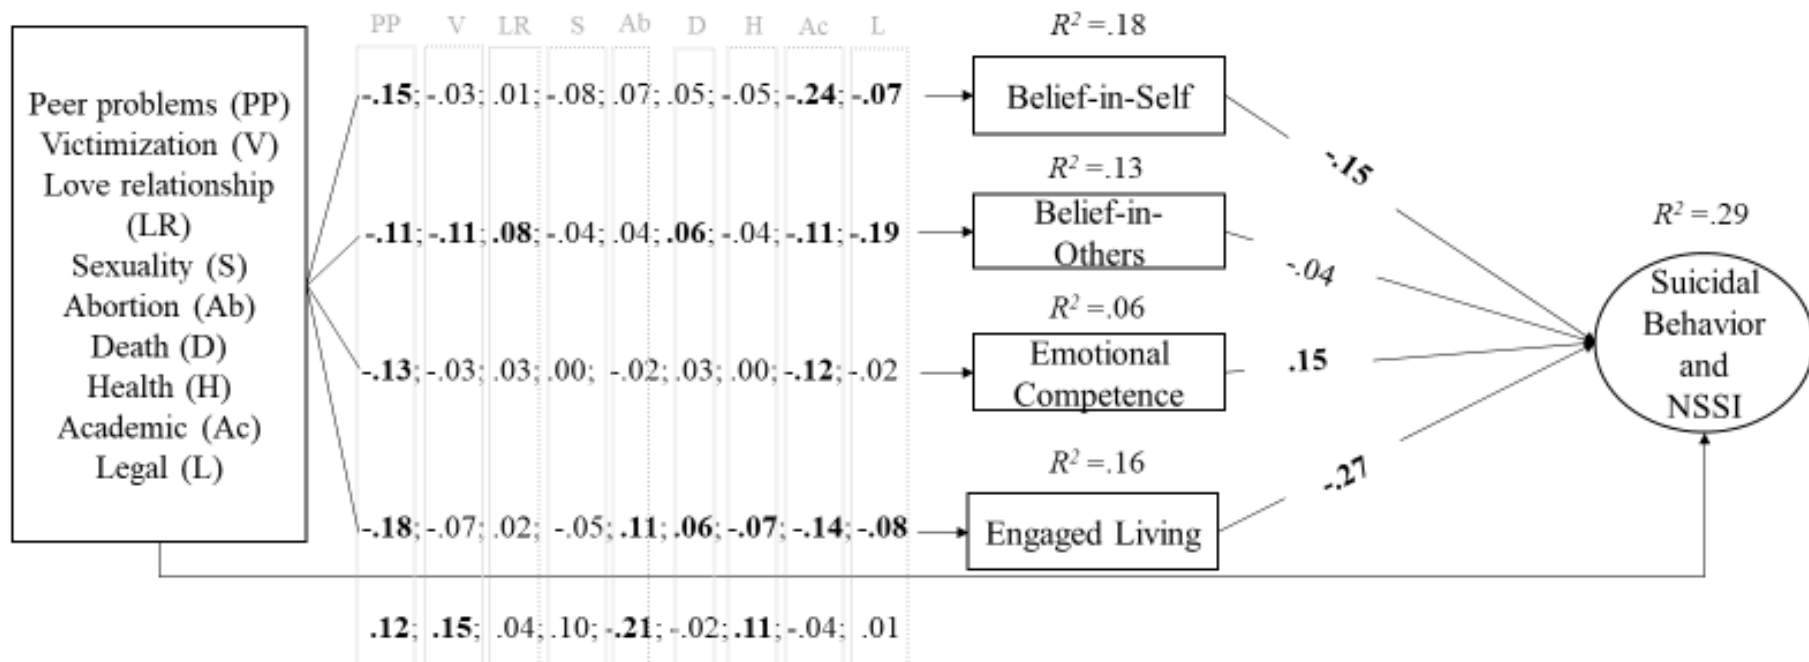 PP V LR S Ab D H Ac L
R² =.18
Peer problems (PP)
Victimization (V)
Love relationship
(LR)
Sexuality (S)
Abortion (Ab)
Death (D)
Health (H)
Academic (Ac)
Legal (L)
-.15; -.03; .01; -.08; .07; .05; -.05; -.24; -.07
Belief-in-Self
-.15
R² =.13
-.11; -.11; .08; -.04; .04; .06; -.04; -.11; -.19
Belief-in-
Others
-.04
R² =.06
-.13; -.03; .03; .00; -.02; .03; .00; -.12; -.02
Emotional
Competence
.15
R² =.16
-.18; -.07; .02; -.05; .11; .06; -.07; -.14; -.08
Engaged Living
-.27
R² =.29
Suicidal
Behavior
and
NSSI
.12; .15; .04; .10; -.21; -.02; .11; -.04; .01